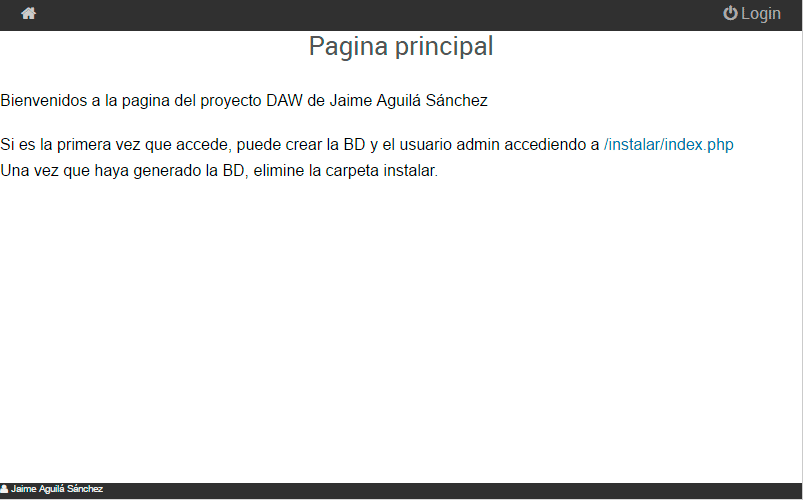 Login
Pagina principal
Bienvenidos a la pagina del proyecto DAW de Jaime Aguilá Sánchez
Si es la primera vez que accede, puede crear la BD y el usuario admin accediendo a /instalar/index.php
Una vez que haya generado la BD, elimine la carpeta instalar.
Jaime Aguilá Sánchez